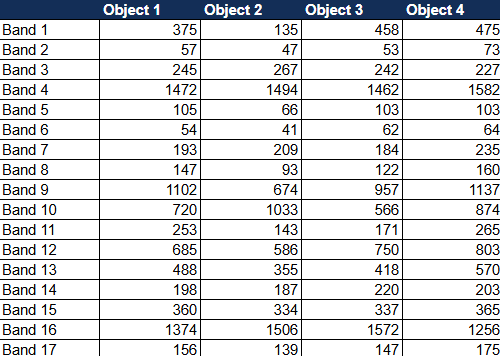 Object 1 Object 2 Object 3 Object 4
Band 1 375 135 458 475
Band 2 57 47 53 73
Band 3 245 267 242 227
Band 4 1472 1494 1462 1582
Band 5 105 66 103 103
Band 6 54 41 62 64
Band 7 193 209 184 235
Band 8 147 93 122 160
Band 9 1102 674 957 1137
Band 10 720 1033 566 874
Band 11 253 143 171 265
Band 12 685 586 750 803
Band 13 488 355 418 570
Band 14 198 187 220 203
Band 15 360 334 337 365
Band 16 1374 1506 1572 1256
Band 17 156 139 147 175